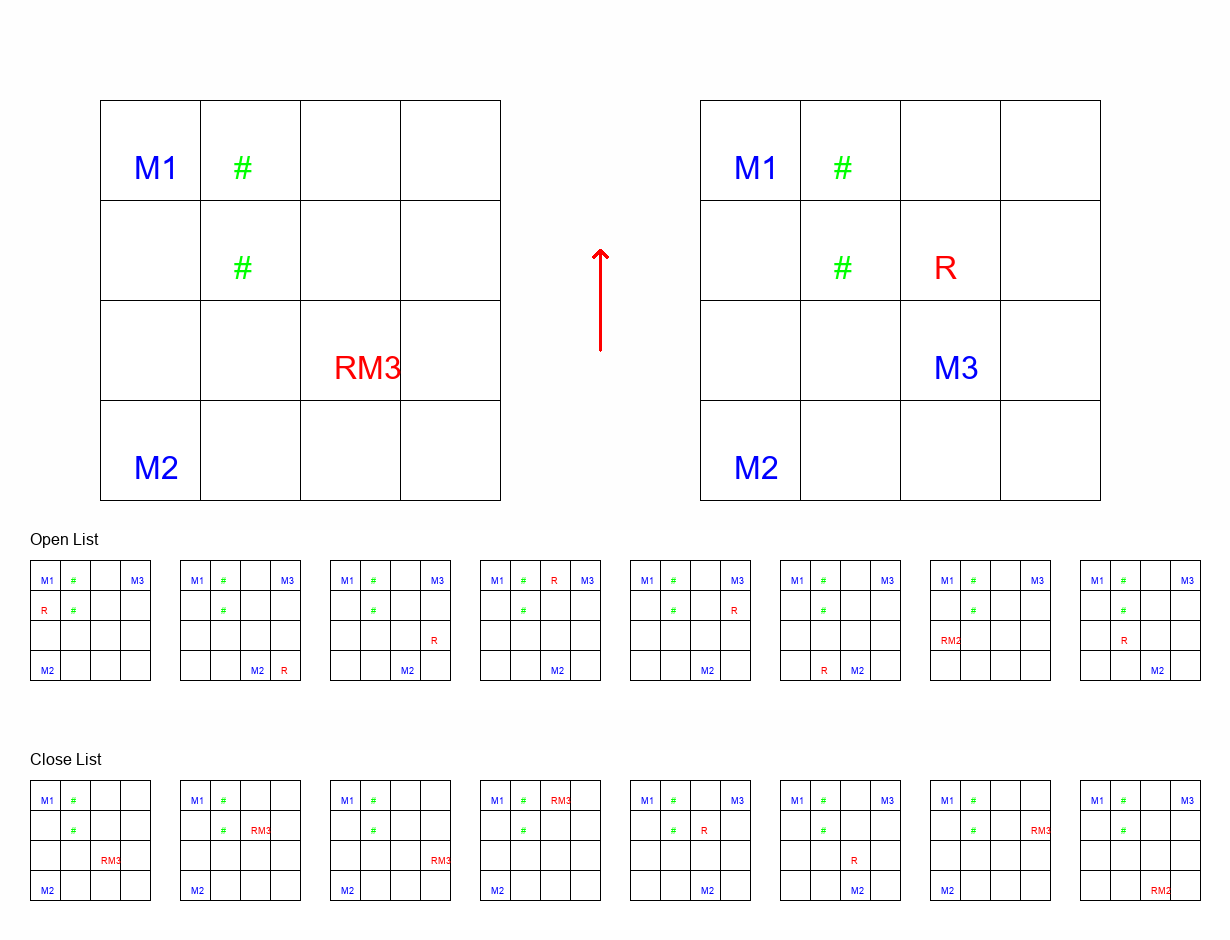 M1 # M1 #
# # R
RM3 M3
M2 M2
Open List
M1 # M3 M1 # M3 M1 # M3 M1 # R M3 M1 # M3 M1 # M3 M1 # M3 M1 # M3
R # # # # # R # # #
R RM2 R
M2 M2 R M2 M2 M2 R M2 M2
Close List
M1 # M1 # M1 # M1 # RM3 M1 # M3 M1 # M3 M1 # M1 # M3
# # RM3 # # # R # # RM3 #
RM3 RM3 R
M2 M2 M2 M2 M2 M2 M2 RM2